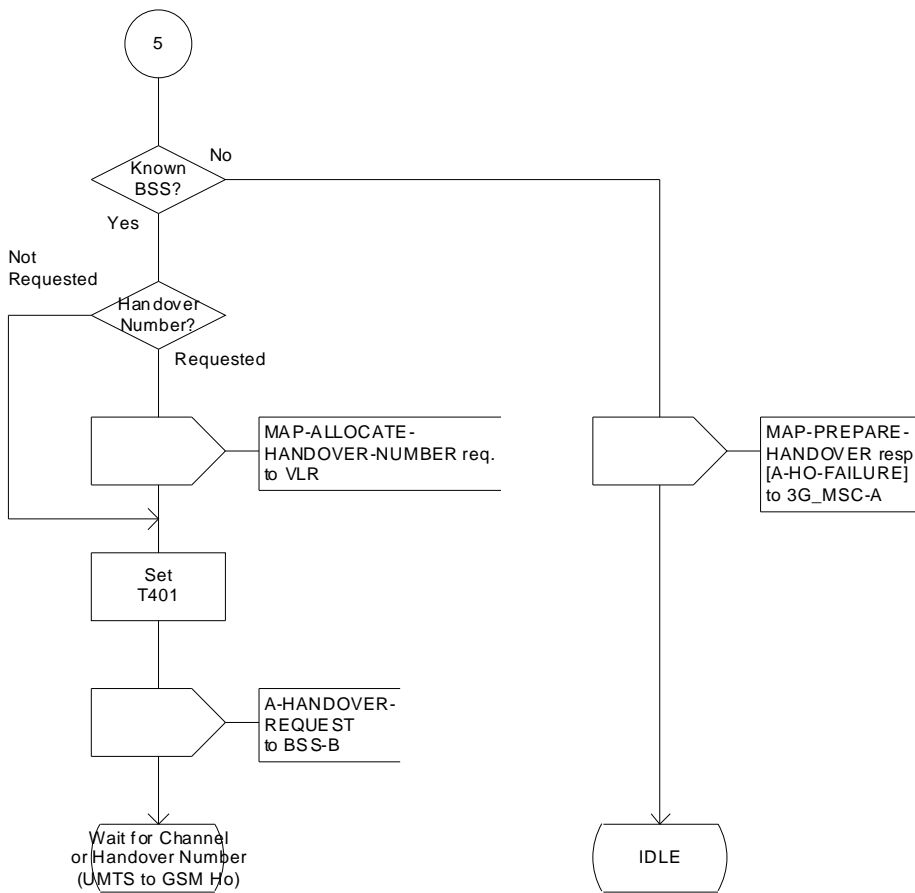 5
Known
BSS?
No
Yes
Not
Requested
Handover
Number?
Requested
MAP-ALLOCATE-
HANDOVER-NUMBER req.
to VLR
MAP-PREPARE-
HANDOVER resp
[A-HO-FAILURE]
to 3G_MSC-A
Set
T401
A-HANDOVER-
REQUEST
to BSS-B
Wait for Channel
or Handover Number
(UMTS to GSM Ho)
IDLE